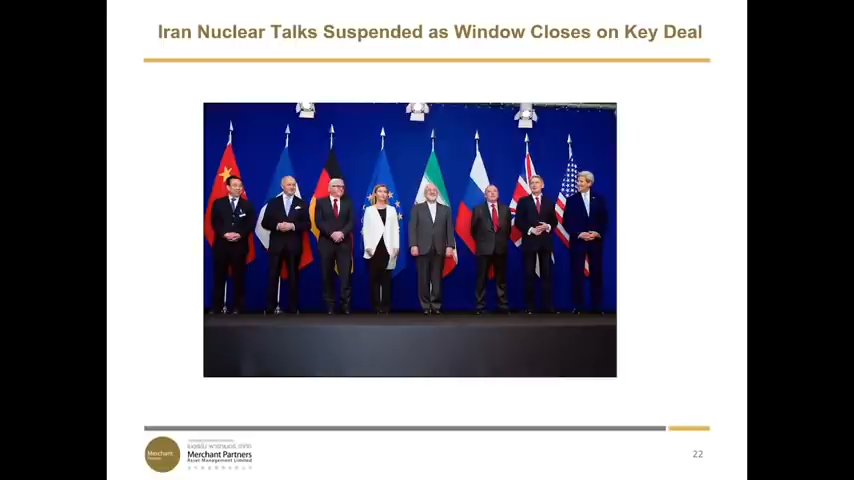 Iran Nuclear Talks Suspended as Window Closes on Key Deal
Merchant
Merchant Partners
Asset Management Limited
22